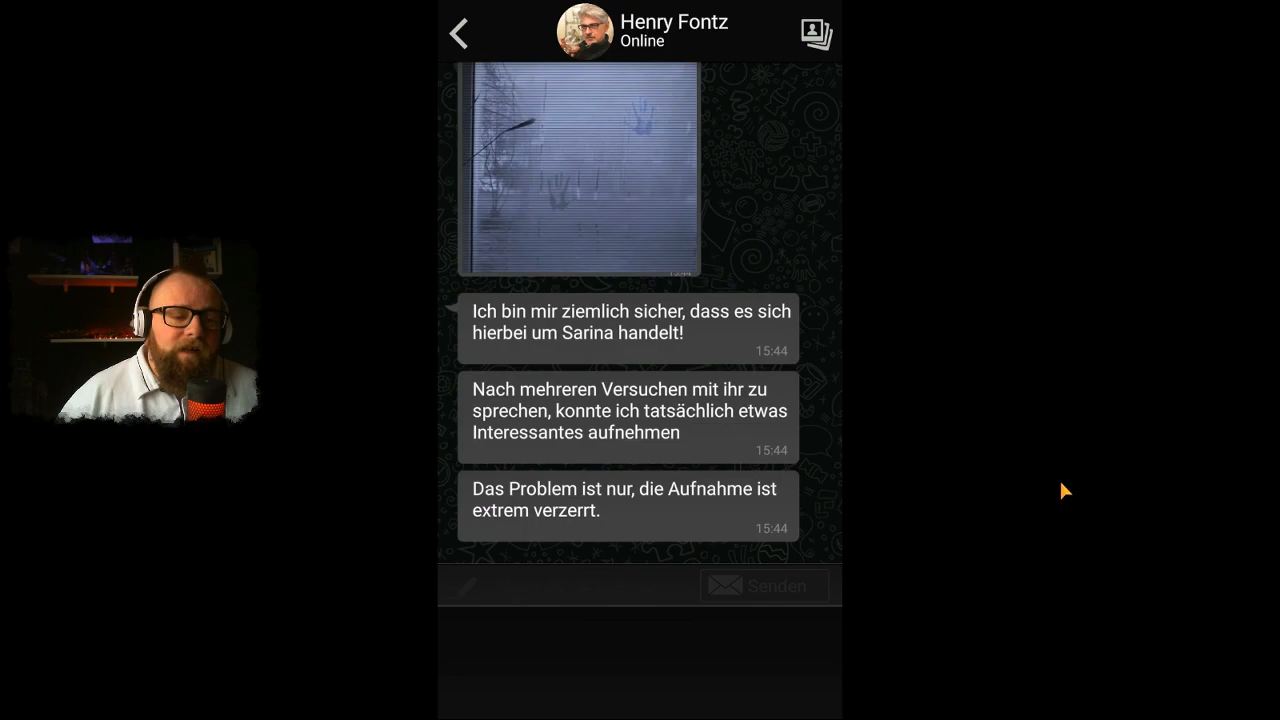 Henry Fontz
Online
Ich bin mir ziemlich sicher, dass es sich
hierbei um Sarina handelt!
15:44
Nach mehreren Versuchen mit ihr zu
sprechen, konnte ich tatsächlich etwas
Interessantes aufnehmen
15:44
Das Problem ist nur, die Aufnahme ist
extrem verzerrt.
15:44
Senden